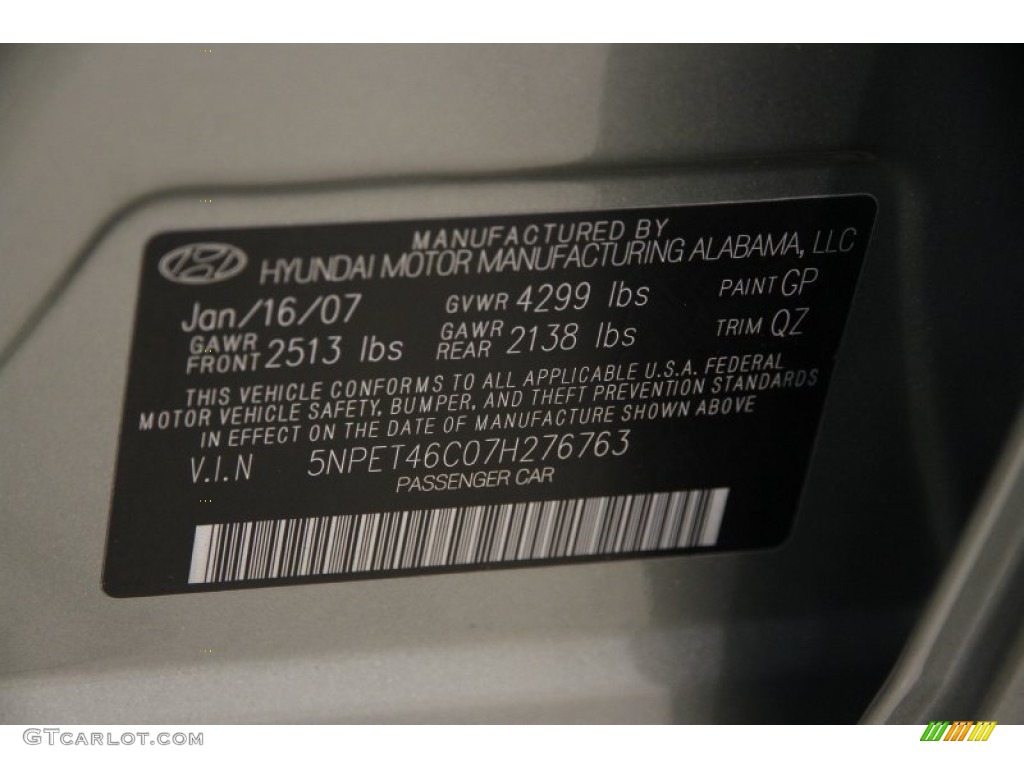 MANUFACTURED BY
HYUNDAI MOTOR MANUFACTURING ALABAMA, LLC
Jan/16/07 GVWR 4299 lbs PAINT GP
GAWR FRONT 2513 lbs GAWR REAR 2138 lbs TRIM QZ
THIS VEHICLE CONFORMS TO ALL APPLICABLE U.S.A. FEDERAL
MOTOR VEHICLE SAFETY, BUMPER, AND THEFT PREVENTION STANDARDS
IN EFFECT ON THE DATE OF MANUFACTURE SHOWN ABOVE
V.I.N 5NPET46C07H276763
PASSENGER CAR
GTCARLOT.COM